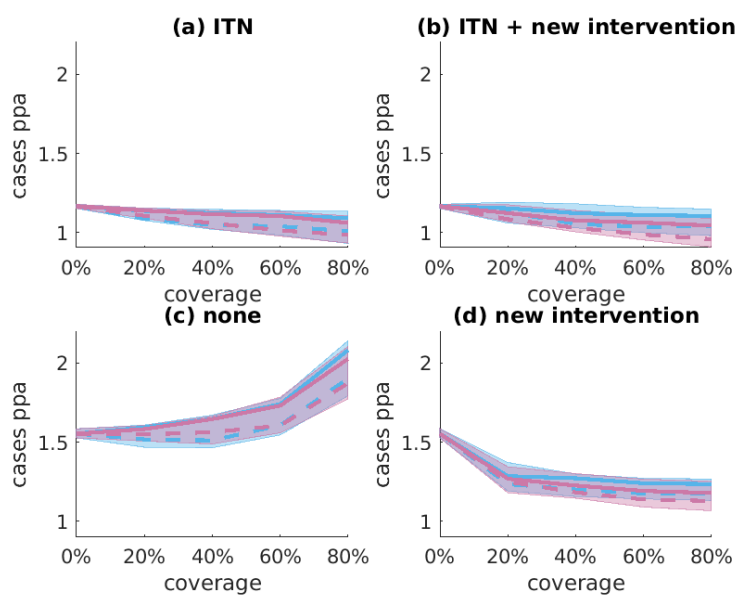 (a) ITN
(b) ITN + new intervention
2
1.5
1
cases ppa
0% 20% 40% 60% 80%
coverage
2
1.5
1
cases ppa
0% 20% 40% 60% 80%
coverage
(c) none
(d) new intervention
2
1.5
1
cases ppa
0% 20% 40% 60% 80%
coverage
2
1.5
1
cases ppa
0% 20% 40% 60% 80%
coverage